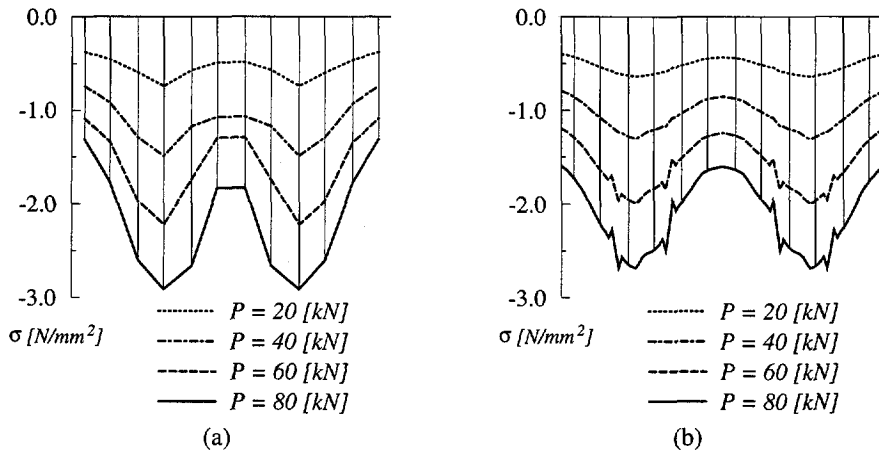 0.0
-1.0
-2.0
-3.0
σ [N/mm²]
P = 20 [kN]
P = 40 [kN]
P = 60 [kN]
P = 80 [kN]
(a)
0.0
-1.0
-2.0
-3.0
σ [N/mm²]
P = 20 [kN]
P = 40 [kN]
P = 60 [kN]
P = 80 [kN]
(b)